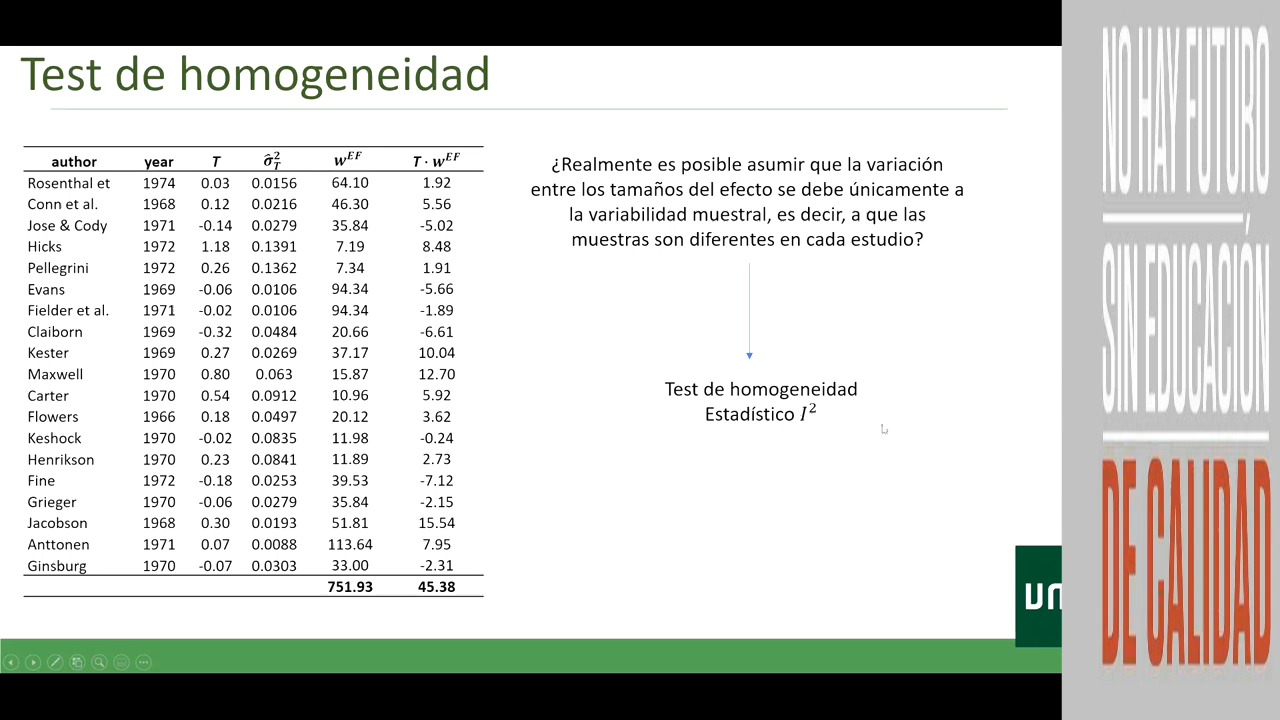 Test de homogeneidad
author year T σ̂²_T w^EF T · w^EF
Rosenthal et 1974 0.03 0.0156 64.10 1.92
Conn et al. 1968 0.12 0.0216 46.30 5.56
Jose & Cody 1971 -0.14 0.0279 35.84 -5.02
Hicks 1972 1.18 0.1391 7.19 8.48
Pellegrini 1972 0.26 0.1362 7.34 1.91
Evans 1969 -0.06 0.0106 94.34 -5.66
Fielder et al. 1971 -0.02 0.0106 94.34 -1.89
Claiborn 1969 -0.32 0.0484 20.66 -6.61
Kester 1969 0.27 0.0269 37.17 10.04
Maxwell 1970 0.80 0.063 15.87 12.70
Carter 1970 0.54 0.0912 10.96 5.92
Flowers 1966 0.18 0.0497 20.12 3.62
Keshock 1970 -0.02 0.0835 11.98 -0.24
Henrikson 1970 0.23 0.0841 11.89 2.73
Fine 1972 -0.18 0.0253 39.53 -7.12
Grieger 1970 -0.06 0.0279 35.84 -2.15
Jacobson 1968 0.30 0.0193 51.81 15.54
Anttonen 1971 0.07 0.0088 113.64 7.95
Ginsburg 1970 -0.07 0.0303 33.00 -2.31
751.93 45.38
¿Realmente es posible asumir que la variación
entre los tamaños del efecto se debe únicamente a
la variabilidad muestral, es decir, a que las
muestras son diferentes en cada estudio?
Test de homogeneidad
Estadístico I²
NO HAY FUTURO
SIN EDUCACIÓN
DE CALIDAD